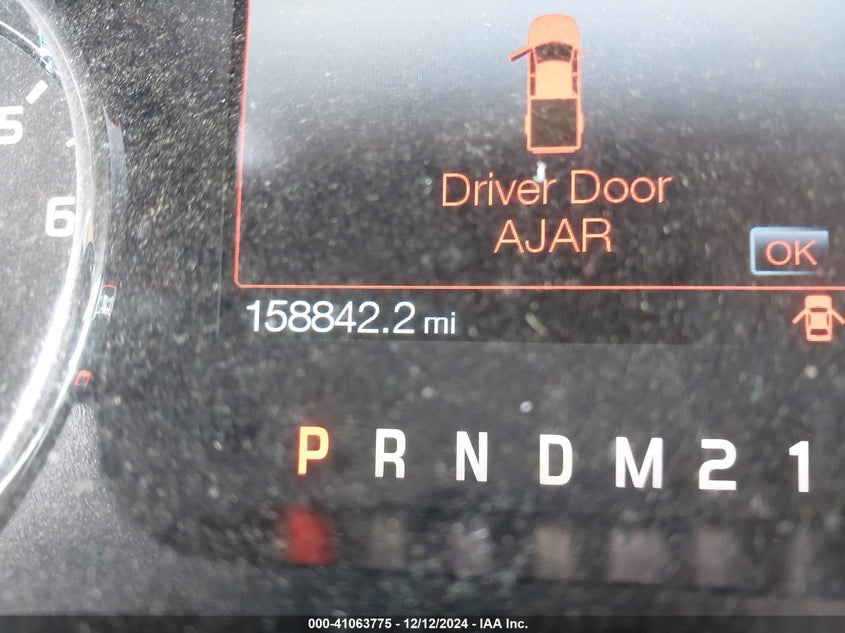 5
6
Driver Door
AJAR
OK
158842.2 mi
P R N D M 2 1
000-41063775 - 12/12/2024 - IAA Inc.